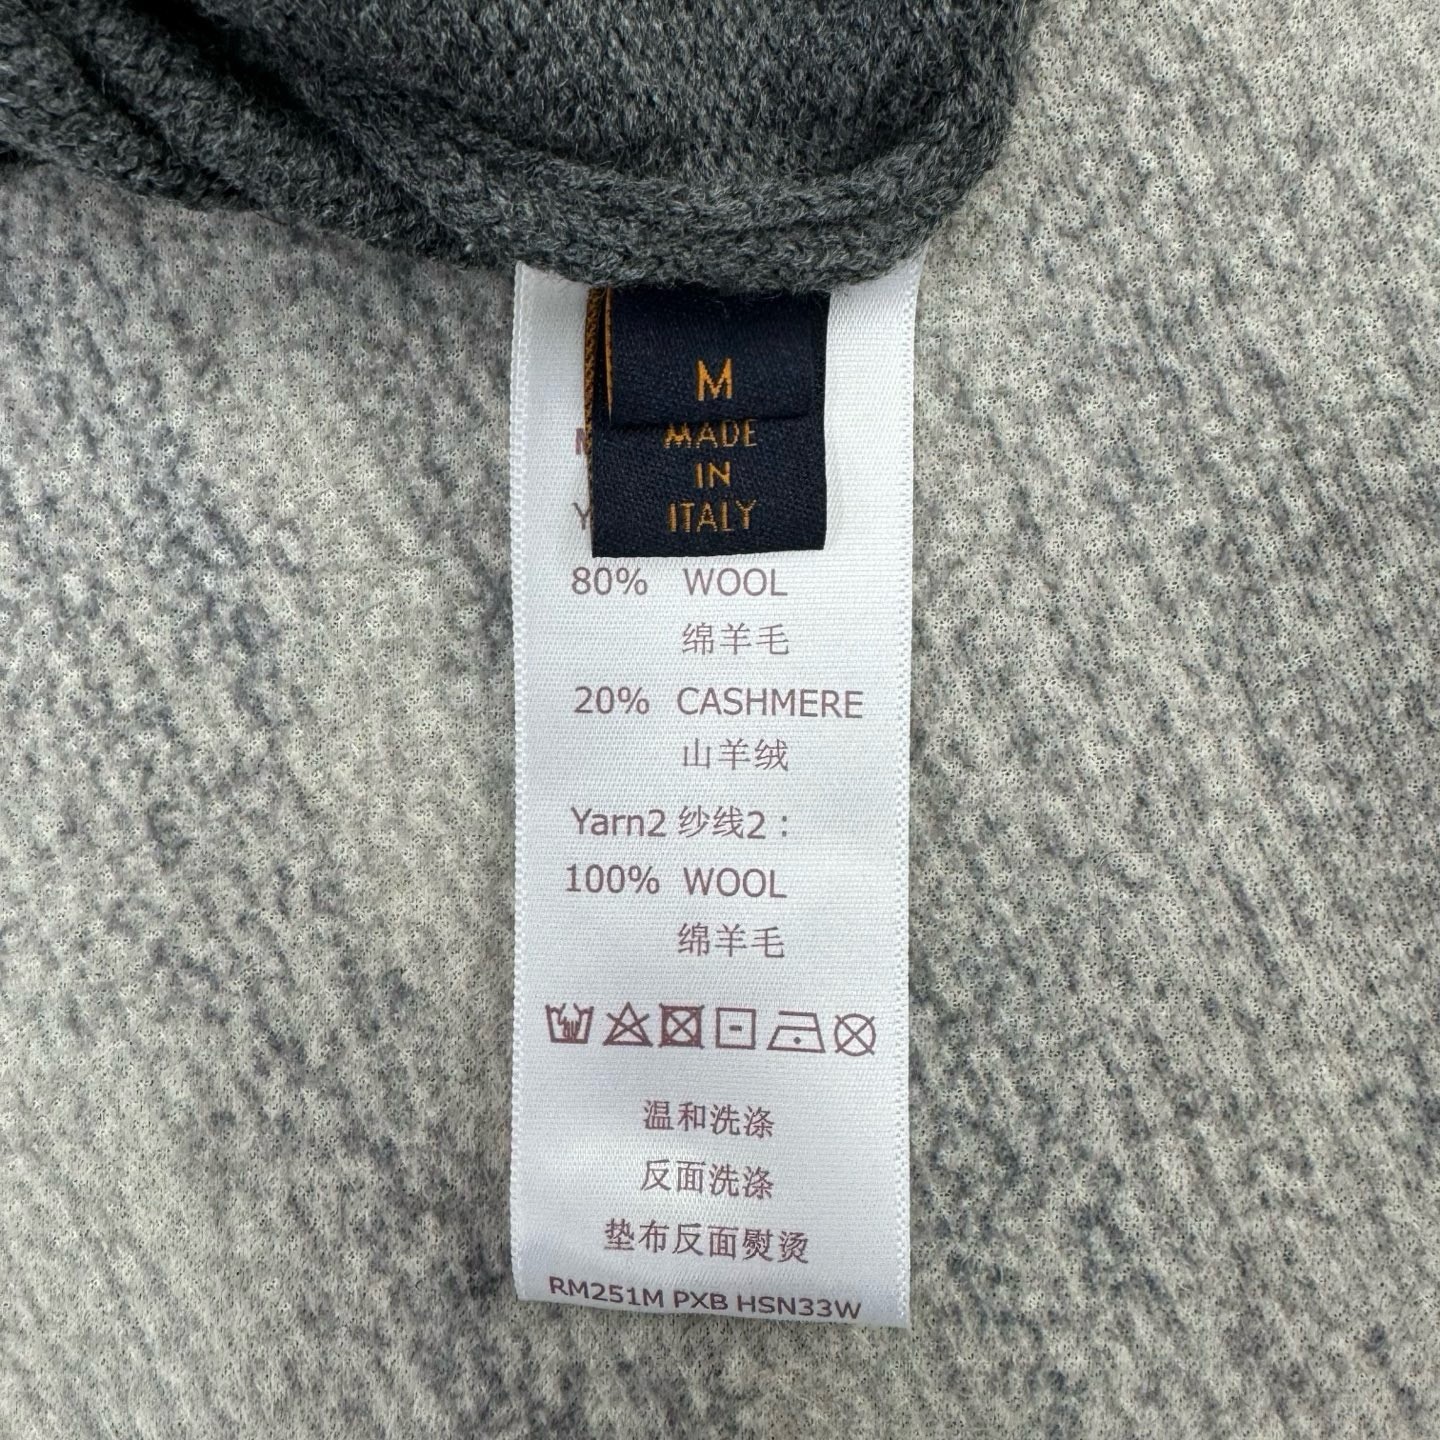 M
MADE
IN
ITALY
80% WOOL
绵羊毛
20% CASHMERE
山羊绒
Yarn2 纱线2：
100% WOOL
绵羊毛
温和洗涤
反面洗涤
垫布反面熨烫
RM251M PXB HSN33W